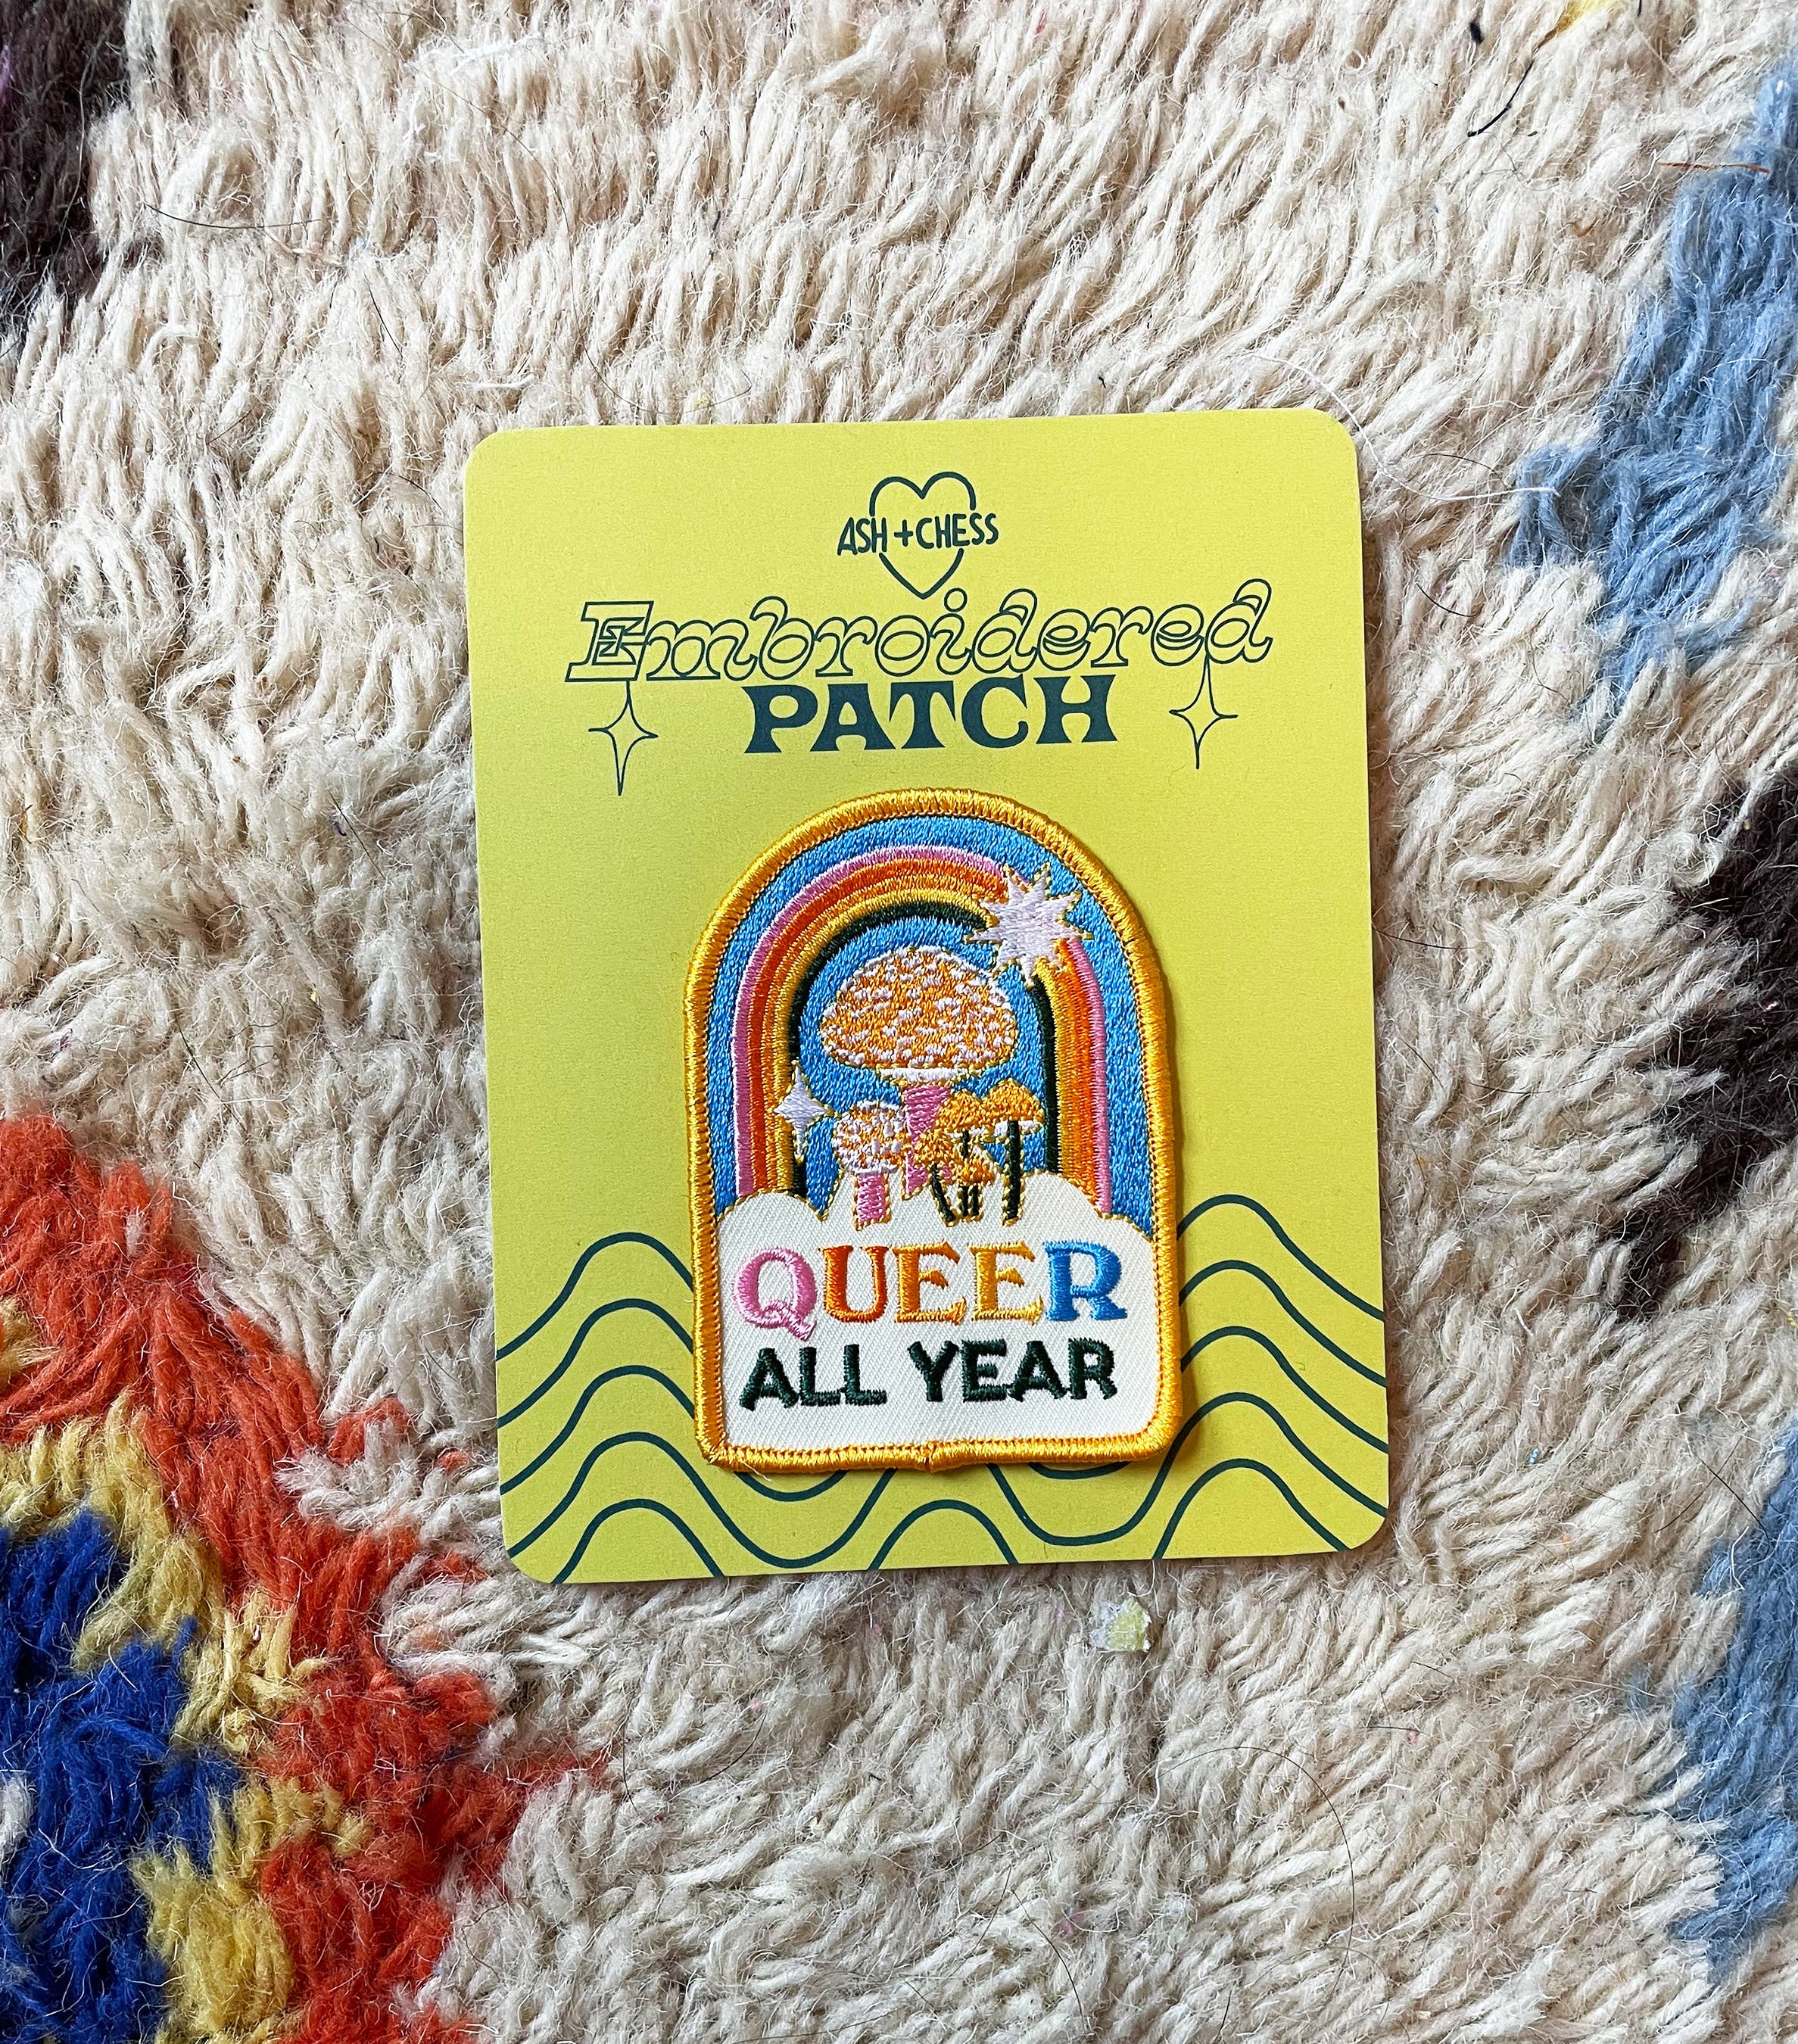 ASH + CHESS
Embroidered
PATCH
QUEER
ALL YEAR